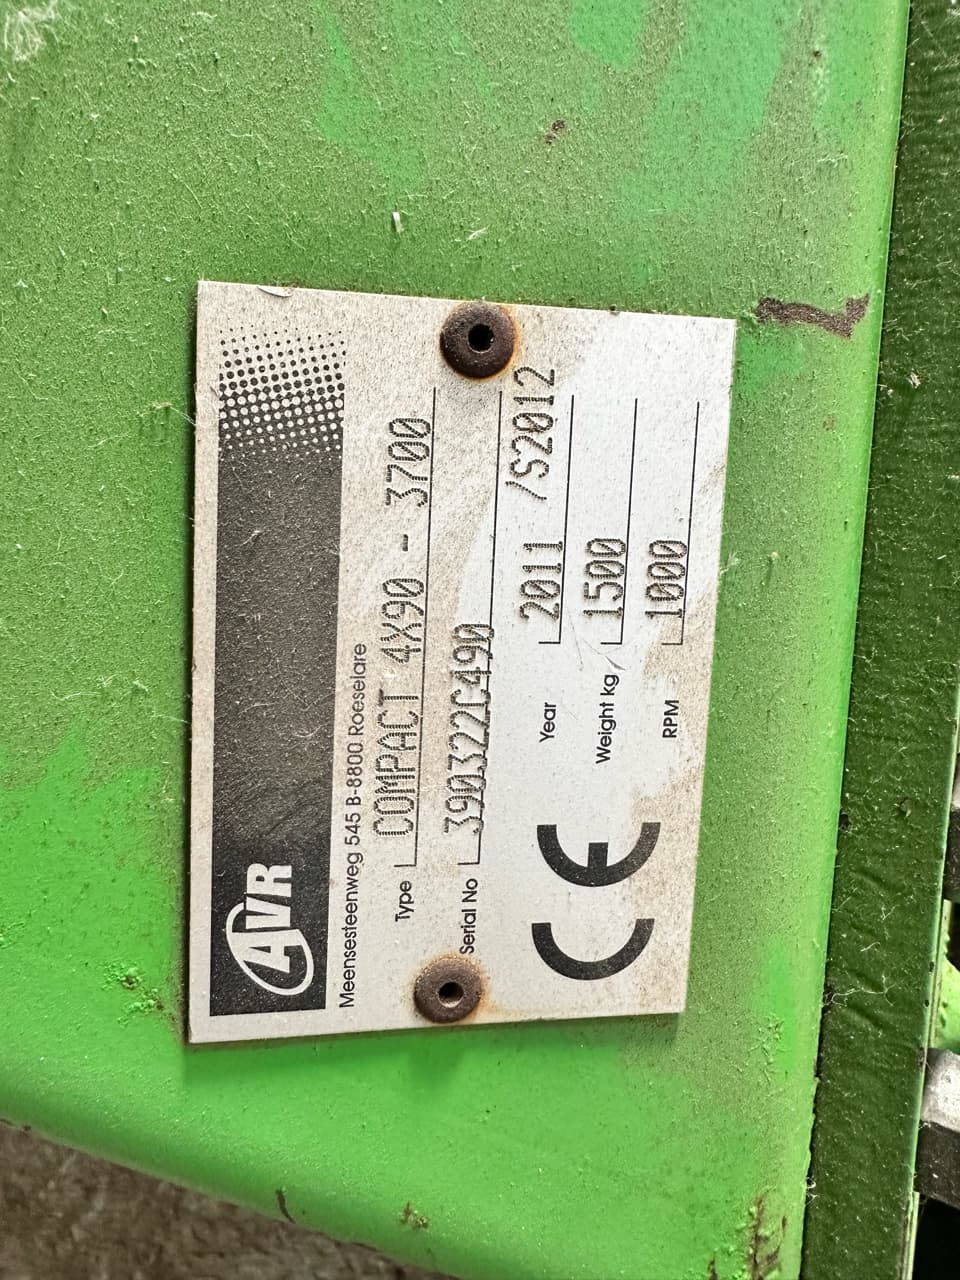 AVR
Meensesteenweg 545 B-8800 Roeselare
Type COMPACT 4X90 - 3700
Serial No 390322C490
Year 2011 /S2012
Weight kg 1500
RPM 1000
CE